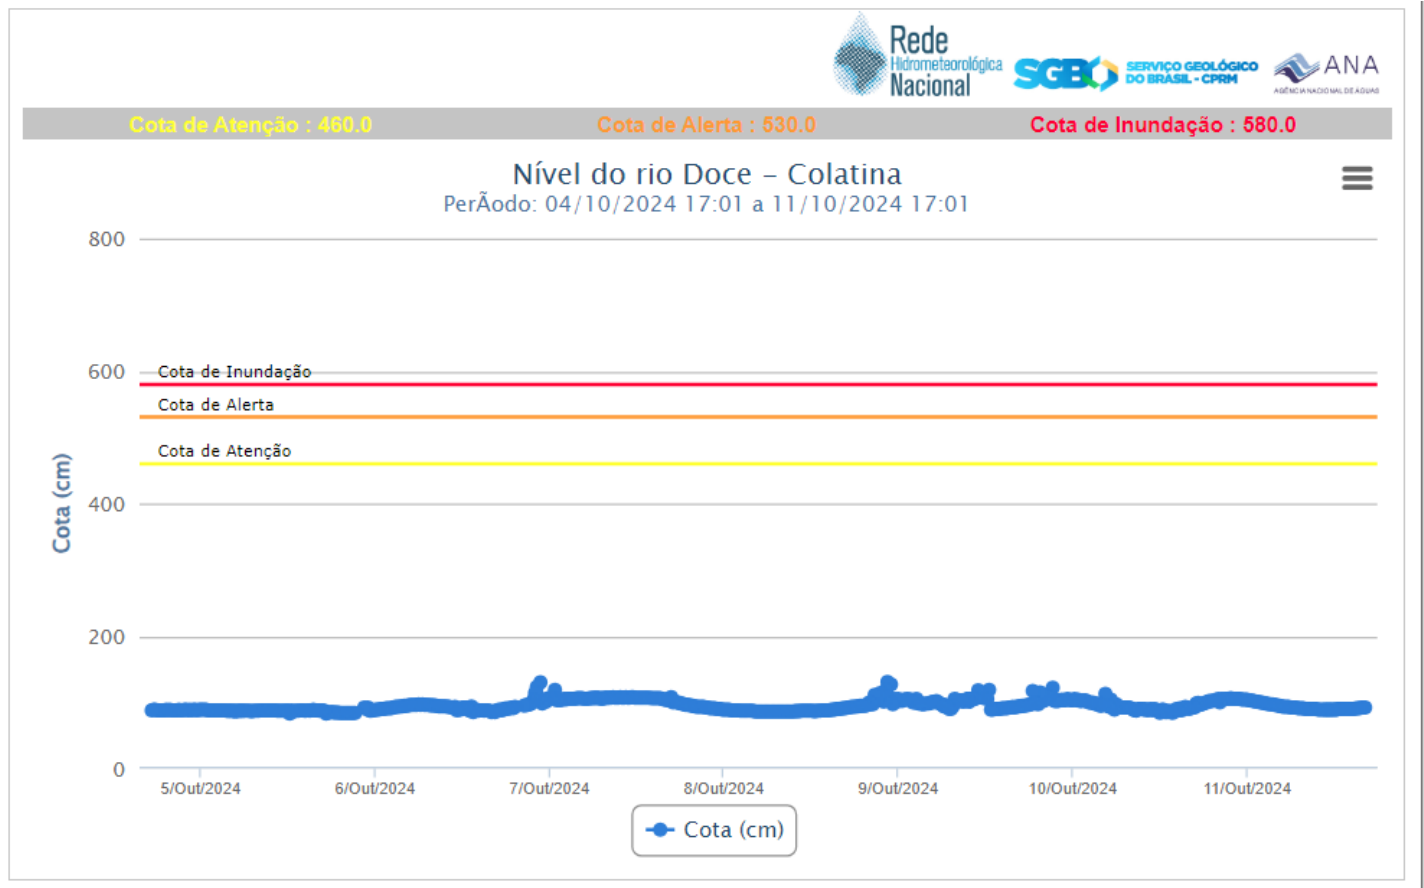 Rede
Hidrometeorológica
Nacional
SGB
SERVIÇO GEOLÓGICO
DO BRASIL - CPRM
ANA
AGÊNCIA NACIONAL DE ÁGUAS
Cota de Atenção : 460.0 Cota de Alerta : 530.0 Cota de Inundação : 580.0
Nível do rio Doce – Colatina
PerÃodo: 04/10/2024 17:01 a 11/10/2024 17:01
800
600
Cota de Inundação
Cota de Alerta
Cota de Atenção
400
200
0
Cota (cm)
5/Out/2024 6/Out/2024 7/Out/2024 8/Out/2024 9/Out/2024 10/Out/2024 11/Out/2024
Cota (cm)